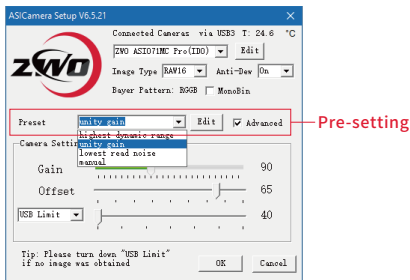 ASICamera Setup V6.5.21
Connected Cameras via USB3 T: 24.6 °C
ZWO
ZWO ASI071MC Pro(ID0) Edit
Image Type RAW16 Anti-Dew On
Bayer Pattern: RGGB MonoBin
Preset unity gain Edit Advanced
Pre-setting
highest dynamic range
Camera Setti
unity gain
lowest read noise
manual
Gain 90
Offset 65
USB Limit 40
Tip: Please turn down "USB Limit"
if no image was obtained
OK Cancel